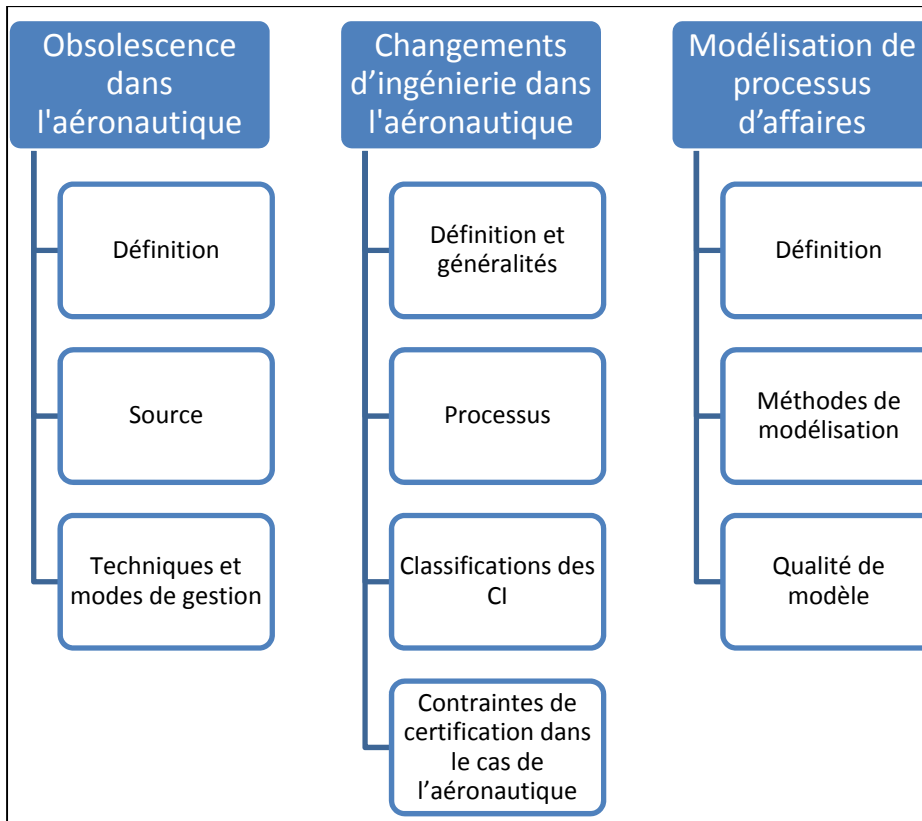 Obsolescence
dans
l'aéronautique
Définition
Source
Techniques et
modes de gestion
Changements
d’ingénierie dans
l'aéronautique
Définition et
généralités
Processus
Classifications des
CI
Contraintes de
certification dans
le cas de
l’aéronautique
Modélisation de
processus
d’affaires
Définition
Méthodes de
modélisation
Qualité de
modèle